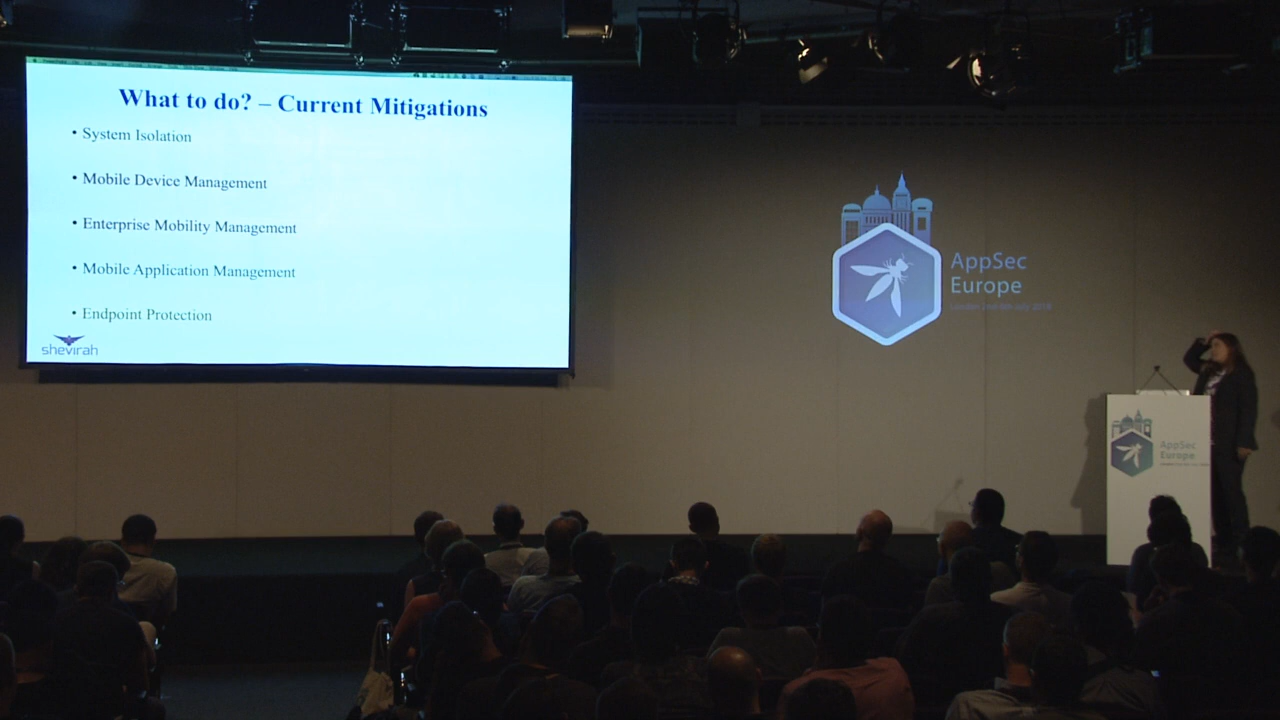 What to do? – Current Mitigations
• System Isolation
• Mobile Device Management
• Enterprise Mobility Management
• Mobile Application Management
• Endpoint Protection
shevirah
AppSec
Europe
AppSec
Europe